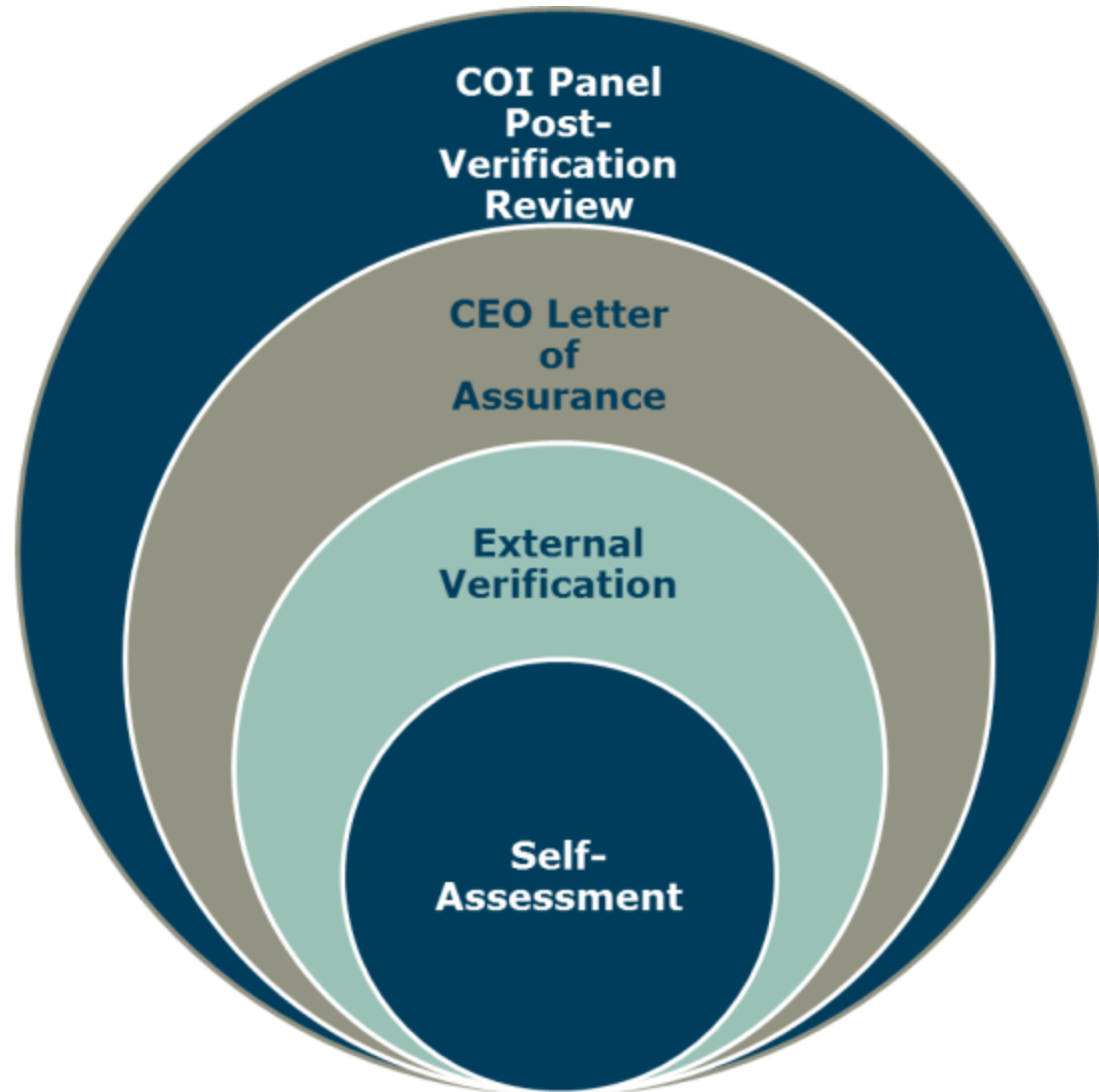 COI Panel
Post-
Verification
Review
CEO Letter
of
Assurance
External
Verification
Self-
Assessment